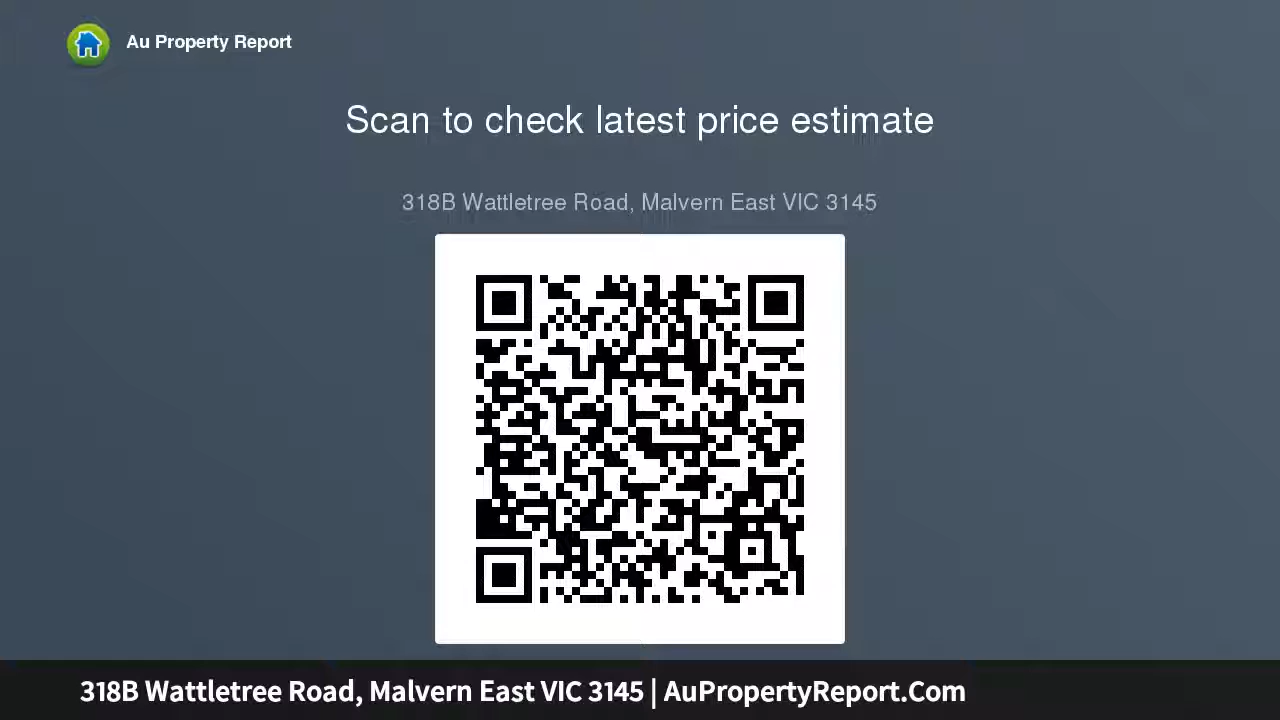 Au Property Report
Scan to check latest price estimate
318B Wattletree Road, Malvern East VIC 3145
318B Wattletree Road, Malvern East VIC 3145 | AuPropertyReport.Com